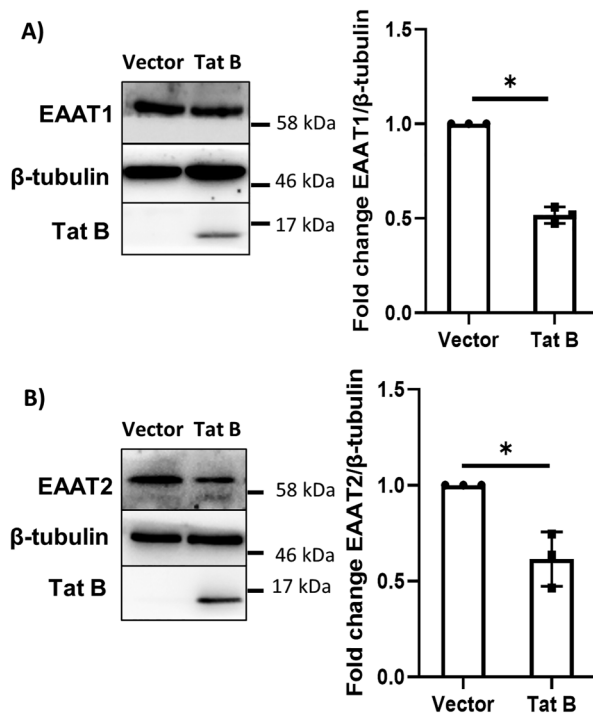 A)
Vector Tat B
EAAT1
58 kDa
β-tubulin
46 kDa
17 kDa
Tat B
Fold change EAAT1/β-tubulin
1.5
1.0
0.5
0.0
*
Vector Tat B
B)
Vector Tat B
EAAT2
58 kDa
β-tubulin
46 kDa
17 kDa
Tat B
Fold change EAAT2/β-tubulin
1.5
1.0
0.5
0.0
*
Vector Tat B